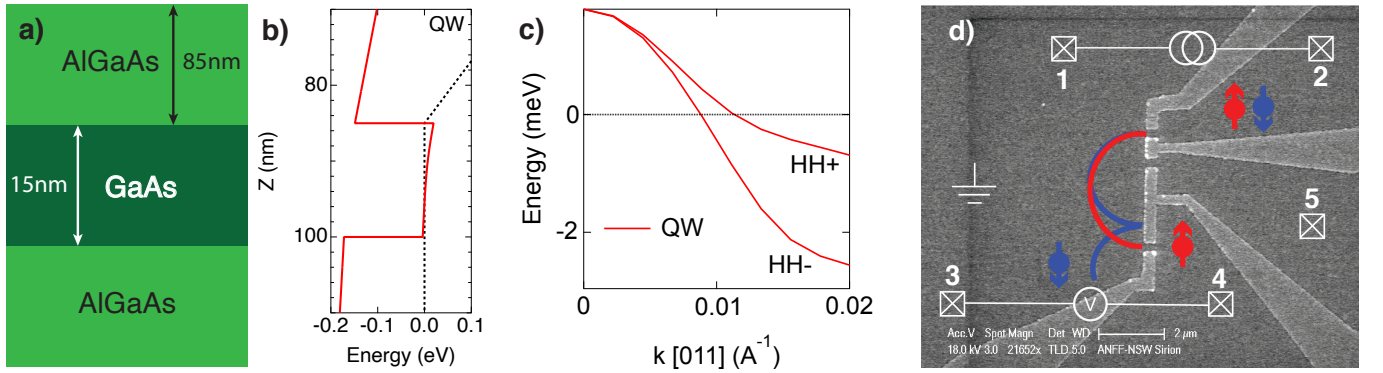 a)
AlGaAs
85nm
15nm
GaAs
AlGaAs
b)
QW
80
100
Z (nm)
-0.2 -0.1 0.0 0.1
Energy (eV)
c)
0
-2
Energy (meV)
HH+
HH-
QW
0 0.01 0.02
k [011] (A⁻¹)
d)
1
2
5
3
4
V
Acc.V Spot Magn Det WD 2 µm
18.0 kV 3.0 21652x TLD 5.0 ANFF-NSW Sirion